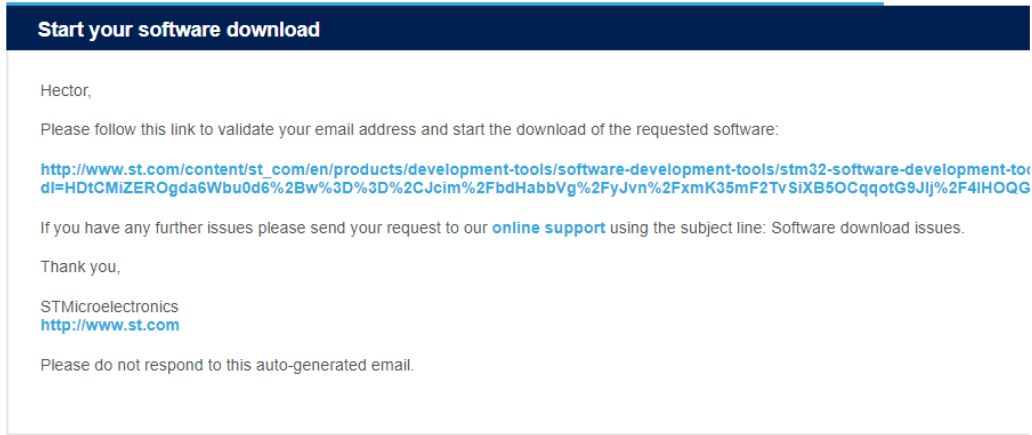 Start your software download
Hector,
Please follow this link to validate your email address and start the download of the requested software:
http://www.st.com/content/st_com/en/products/development-tools/software-development-tools/stm32-software-development-too
dl=HDtCMiZEROgda6Wbu0d6%2Bw%3D%3D%2CJcim%2FbdHabbVg%2FyJvn%2FxmK35mF2TvSiXB5OCqqotG9JIj%2F4IHOQG
If you have any further issues please send your request to our online support using the subject line: Software download issues.
Thank you,
STMicroelectronics
http://www.st.com
Please do not respond to this auto-generated email.